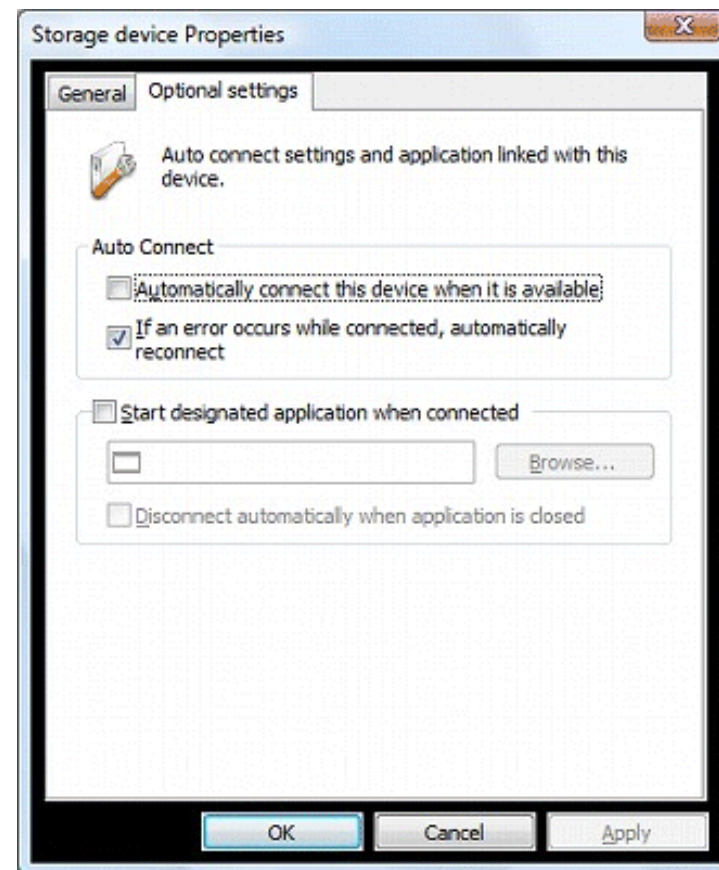 Storage device Properties
General
Optional settings
Auto connect settings and application linked with this
device.
Auto Connect
Automatically connect this device when it is available
If an error occurs while connected, automatically
reconnect
Start designated application when connected
Browse...
Disconnect automatically when application is closed
OK
Cancel
Apply